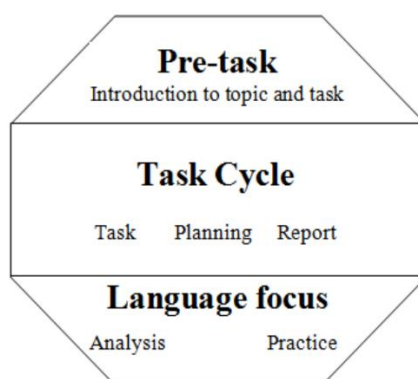 Pre-task
Introduction to topic and task
Task Cycle
Task Planning Report
Language focus
Analysis Practice